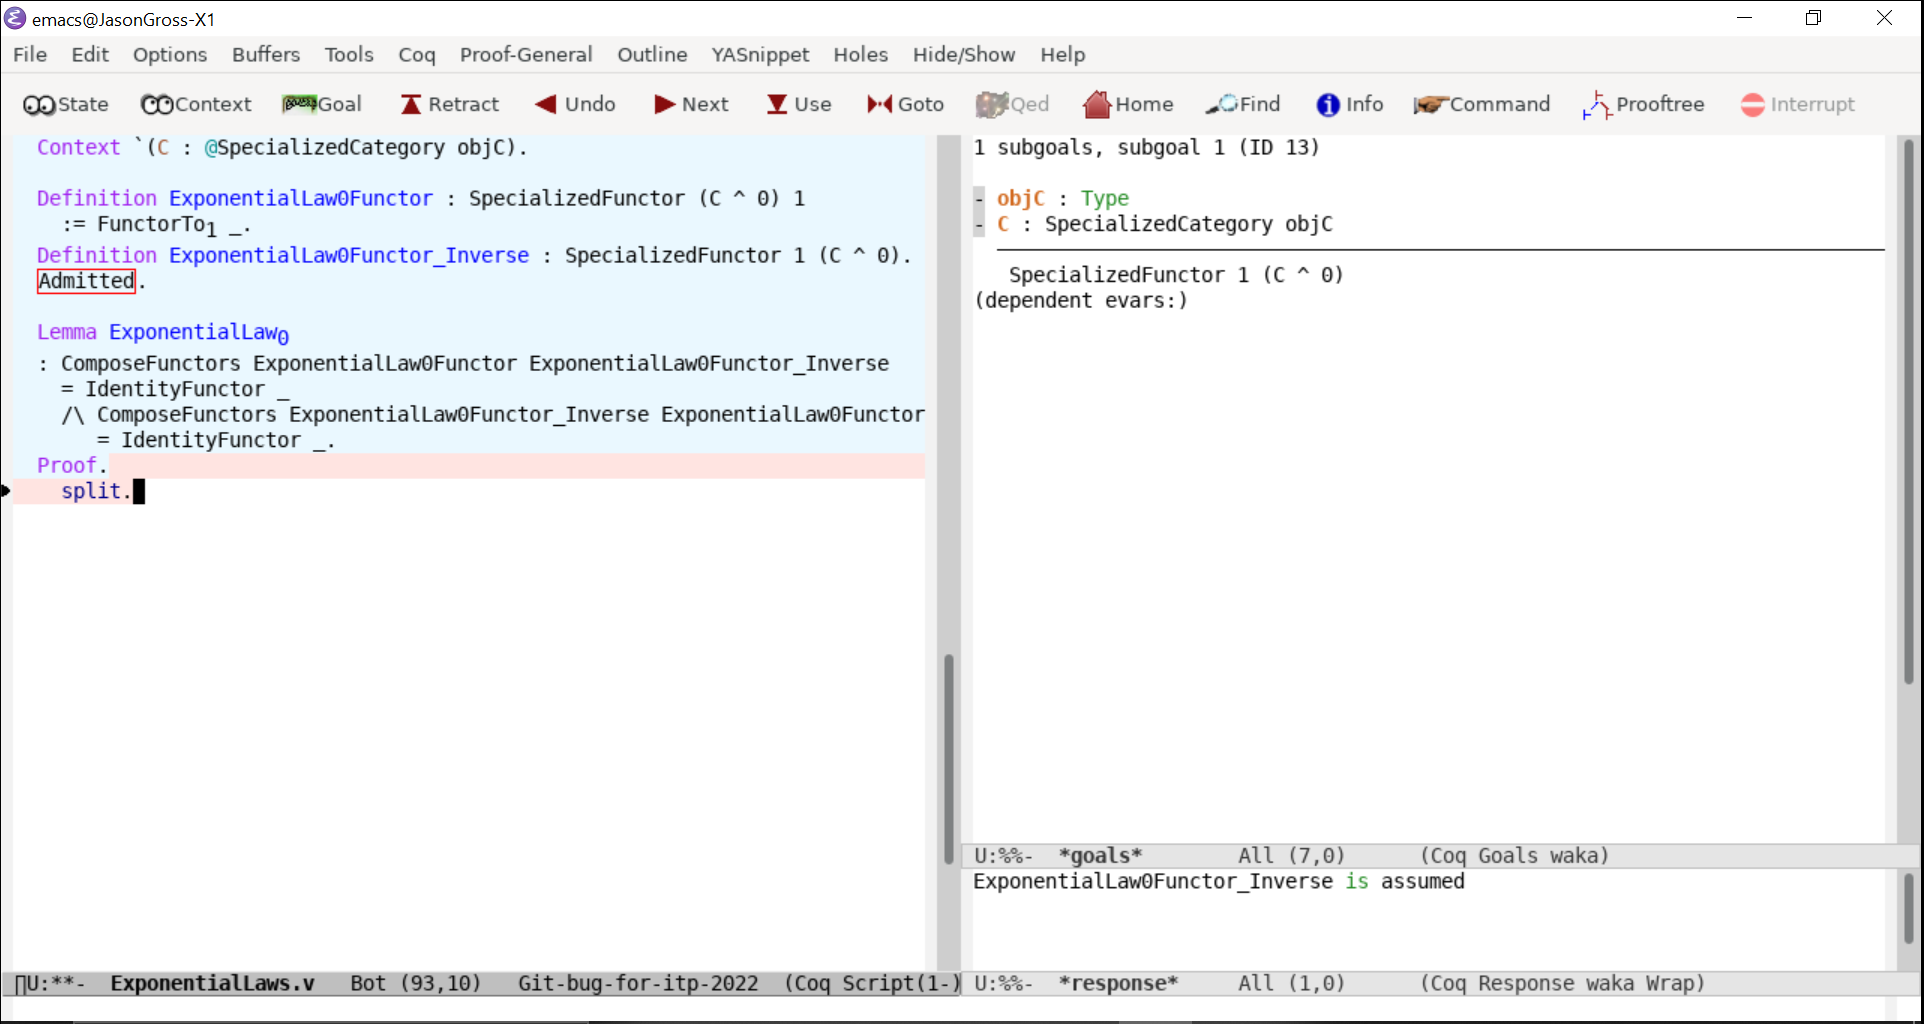 emacs@JasonGross-X1
File Edit Options Buffers Tools Coq Proof-General Outline YASnippet Holes Hide/Show Help
State Context Goal Retract Undo Next Use Goto Qed Home Find Info Command Prooftree Interrupt
Context `(C : @SpecializedCategory objC).
Definition ExponentialLaw0Functor : SpecializedFunctor (C ^ 0) 1
:= FunctorTo₁ _.
Definition ExponentialLaw0Functor_Inverse : SpecializedFunctor 1 (C ^ 0).
Admitted.
Lemma ExponentialLaw₀
: ComposeFunctors ExponentialLaw0Functor ExponentialLaw0Functor_Inverse
= IdentityFunctor _
/\ ComposeFunctors ExponentialLaw0Functor_Inverse ExponentialLaw0Functor
= IdentityFunctor _.
Proof.
split.
U:**- ExponentialLaws.v Bot (93,10) Git-bug-for-itp-2022 (Coq Script(1-)
1 subgoals, subgoal 1 (ID 13)
- objC : Type
- C : SpecializedCategory objC
SpecializedFunctor 1 (C ^ 0)
(dependent evars:)
U:%%- *goals* All (7,0) (Coq Goals waka)
ExponentialLaw0Functor_Inverse is assumed
U:%%- *response* All (1,0) (Coq Response waka Wrap)